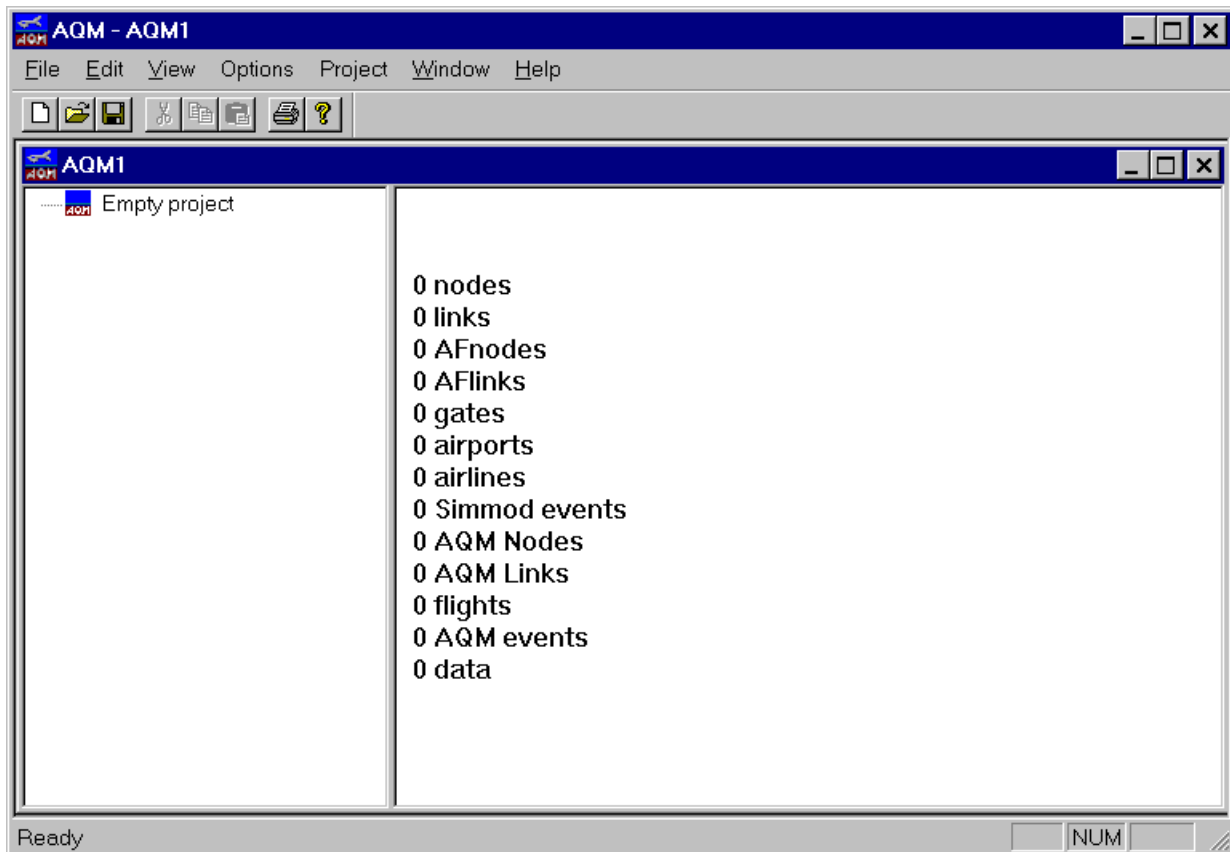 AQM - AQM1
File Edit View Options Project Window Help
AQM1
Empty project
0 nodes
0 links
0 AFnodes
0 AFlinks
0 gates
0 airports
0 airlines
0 Simmod events
0 AQM Nodes
0 AQM Links
0 flights
0 AQM events
0 data
Ready NUM